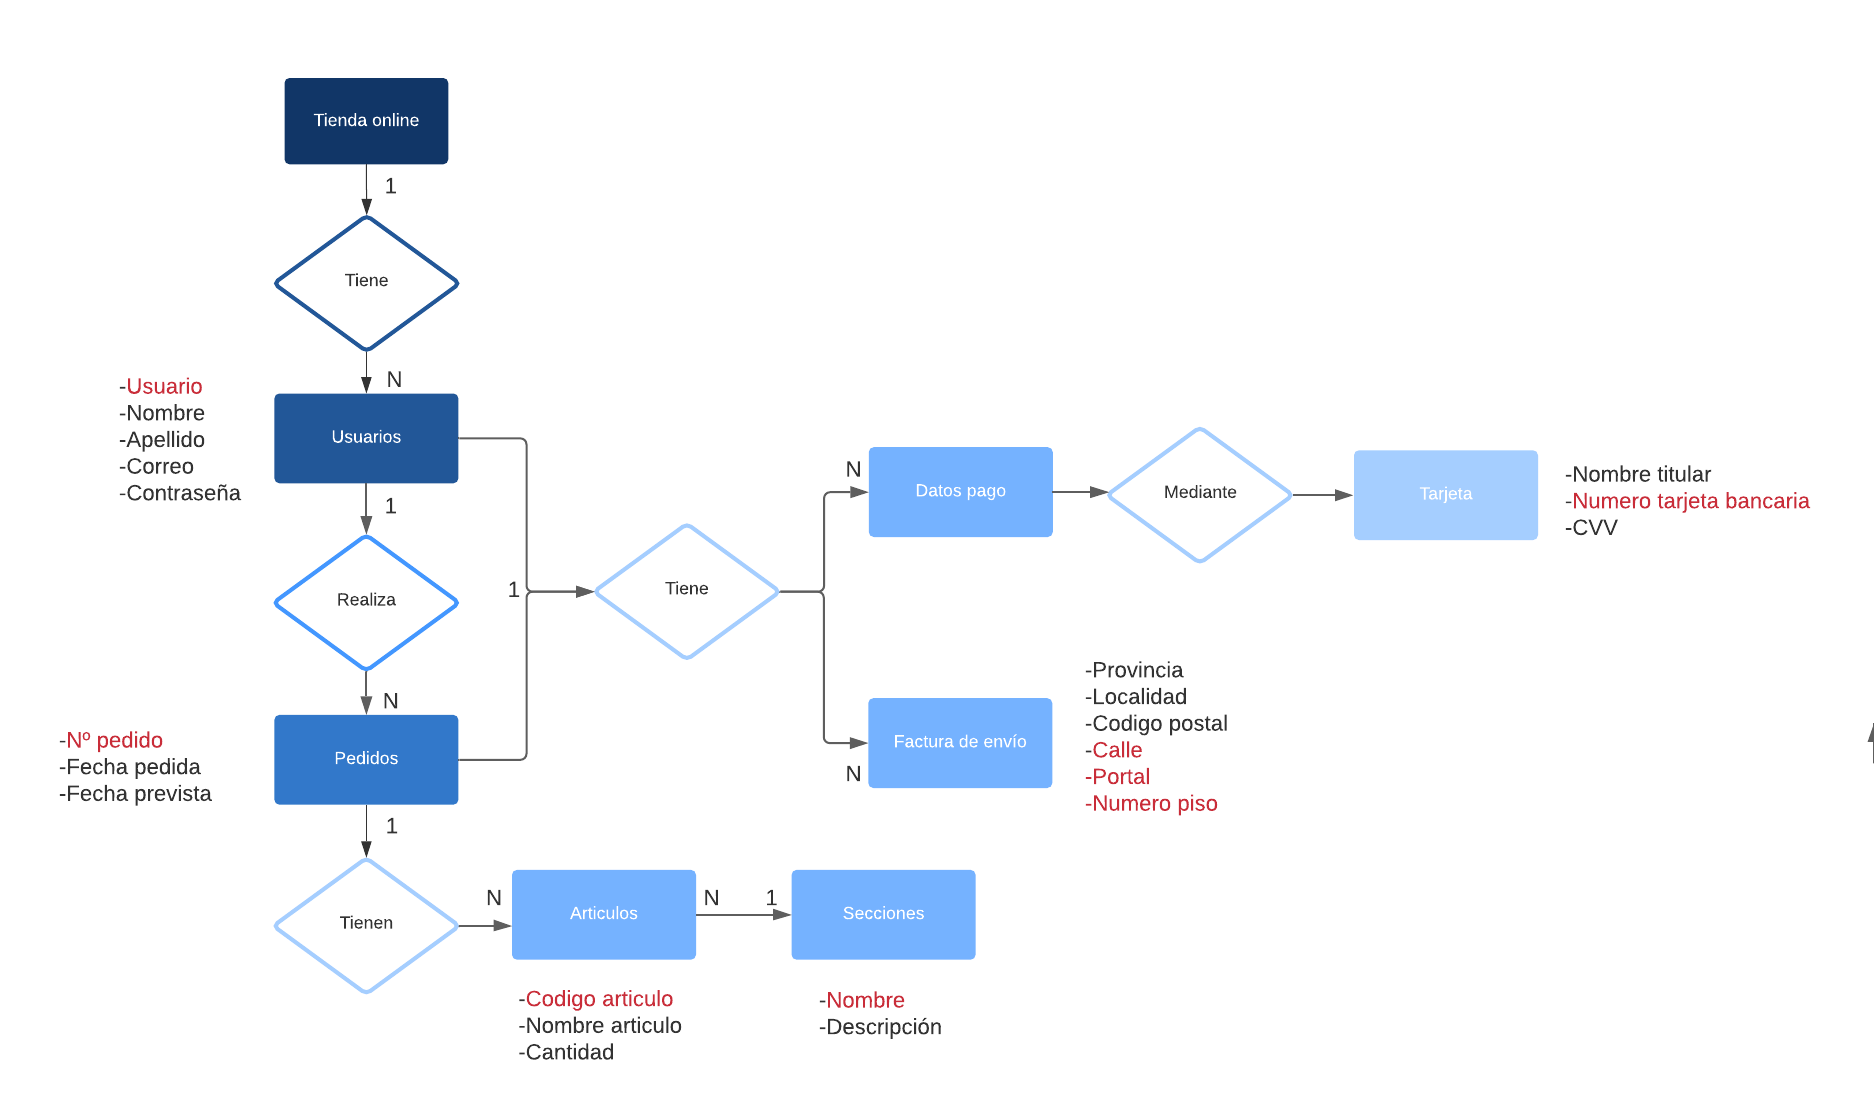 Tienda online
1
Tiene
N
-Usuario
-Nombre
-Apellido
-Correo
-Contraseña
Usuarios
1
Realiza
N
-Nº pedido
-Fecha pedida
-Fecha prevista
Pedidos
1
Tiene
N
Datos pago
Mediante
Tarjeta
-Nombre titular
-Numero tarjeta bancaria
-CVV
N
Factura de envío
-Provincia
-Localidad
-Codigo postal
-Calle
-Portal
-Numero piso
1
Tienen
N
Articulos
N
1
Secciones
-Codigo articulo
-Nombre articulo
-Cantidad
-Nombre
-Descripción